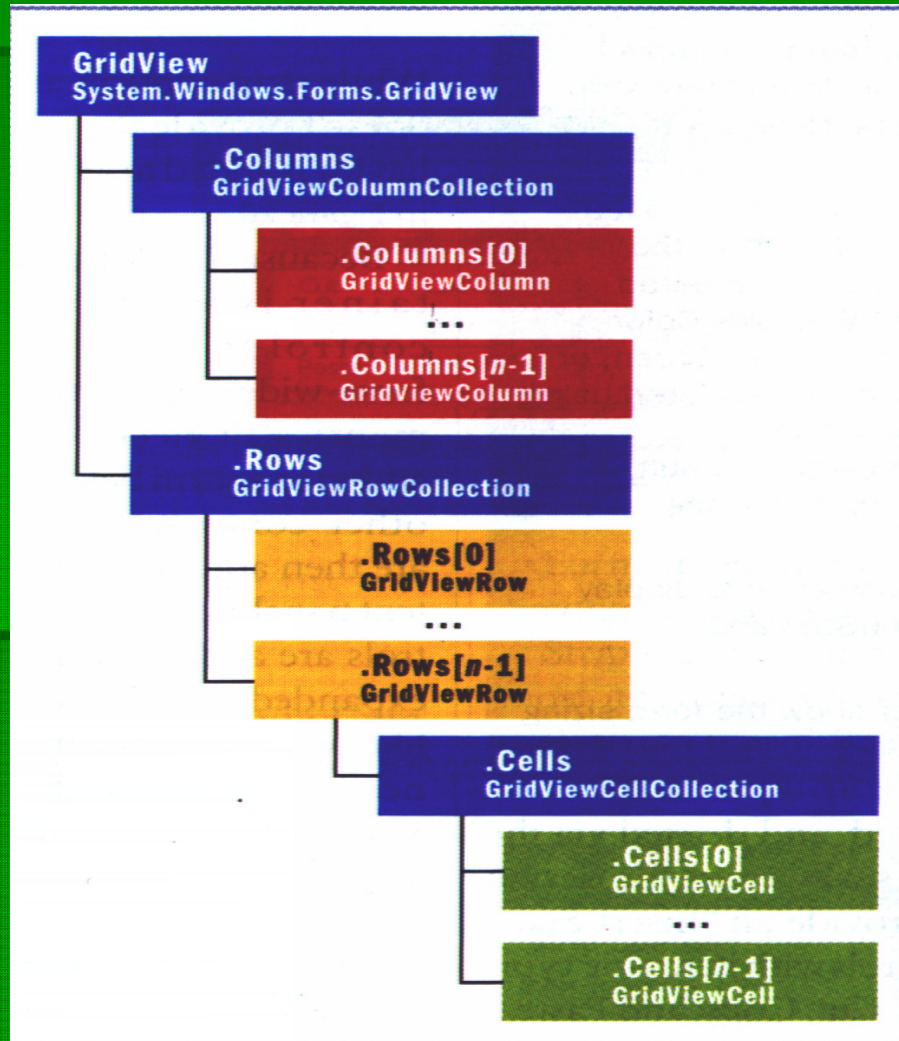 GridView
System.Windows.Forms.GridView
.Columns
GridViewColumnCollection
.Columns[0]
GridViewColumn
...
.Columns[n-1]
GridViewColumn
.Rows
GridViewRowCollection
.Rows[0]
GridViewRow
...
.Rows[n-1]
GridViewRow
.Cells
GridViewCellCollection
.Cells[0]
GridViewCell
...
.Cells[n-1]
GridViewCell